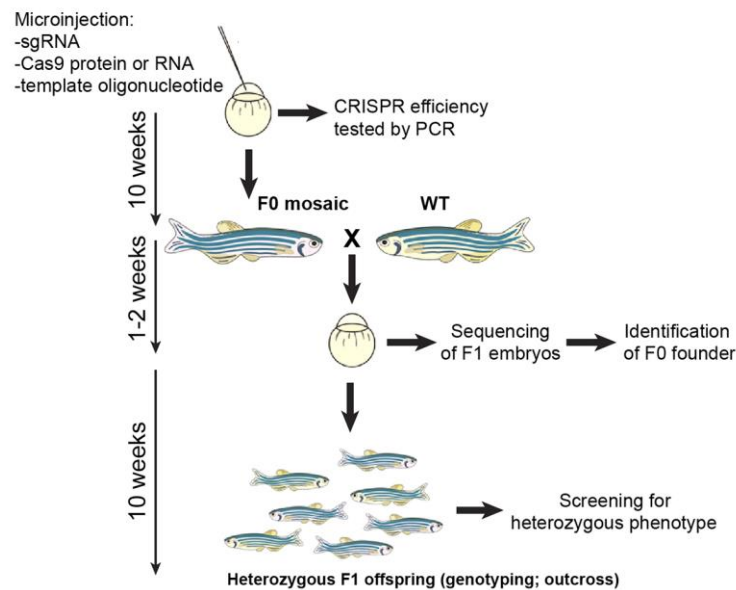 Microinjection:
-sgRNA
-Cas9 protein or RNA
-template oligonucleotide
CRISPR efficiency
tested by PCR
10 weeks
F0 mosaic
WT
X
1-2 weeks
Sequencing
of F1 embryos
Identification
of F0 founder
10 weeks
Screening for
heterozygous phenotype
Heterozygous F1 offspring (genotyping; outcross)